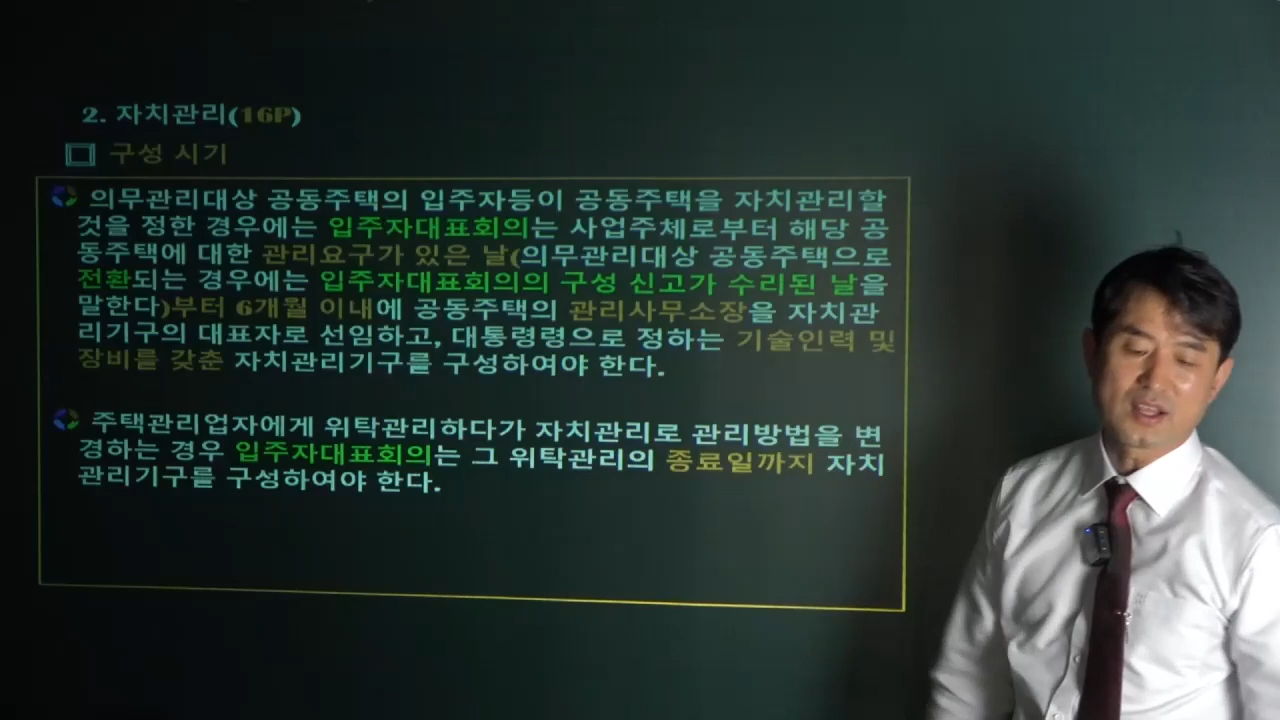 2. 자치관리(16P)
구성 시기
의무관리대상 공동주택의 입주자등이 공동주택을 자치관리할
것을 정한 경우에는 입주자대표회의는 사업주체로부터 해당 공
동주택에 대한 관리요구가 있은 날(의무관리대상 공동주택으로
전환되는 경우에는 입주자대표회의의 구성 신고가 수리된 날을
말한다)부터 6개월 이내에 공동주택의 관리사무소장을 자치관
리기구의 대표자로 선임하고, 대통령령으로 정하는 기술인력 및
장비를 갖춘 자치관리기구를 구성하여야 한다.
주택관리업자에게 위탁관리하다가 자치관리로 관리방법을 변
경하는 경우 입주자대표회의는 그 위탁관리의 종료일까지 자치
관리기구를 구성하여야 한다.